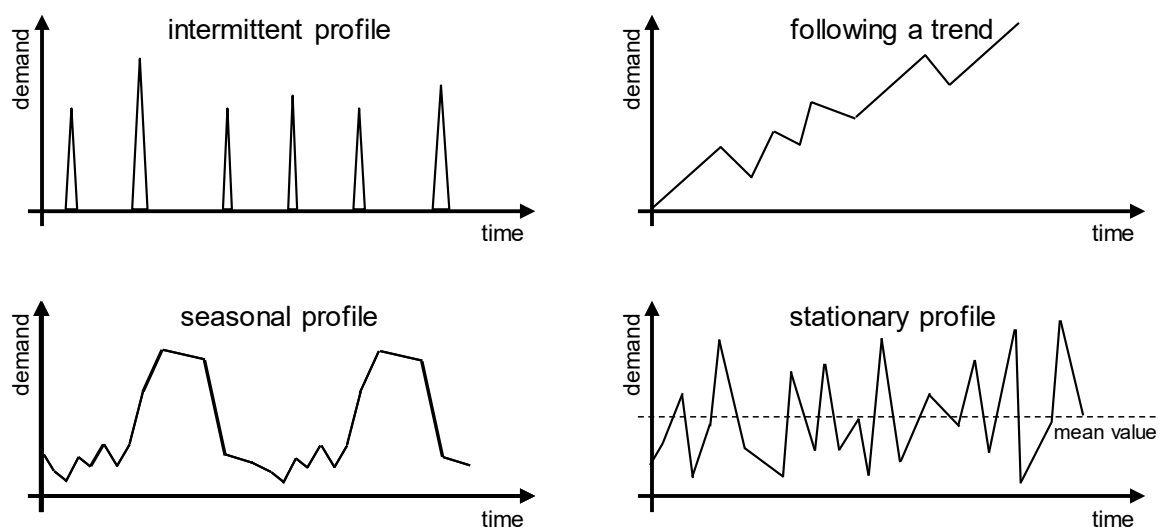 intermittent profile
demand
time
following a trend
demand
time
seasonal profile
demand
time
stationary profile
demand
mean value
time